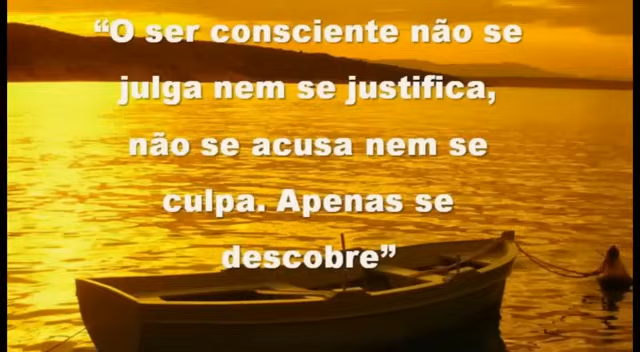 “O ser consciente não se
julga nem se justifica,
não se acusa nem se
culpa. Apenas se
descobre”